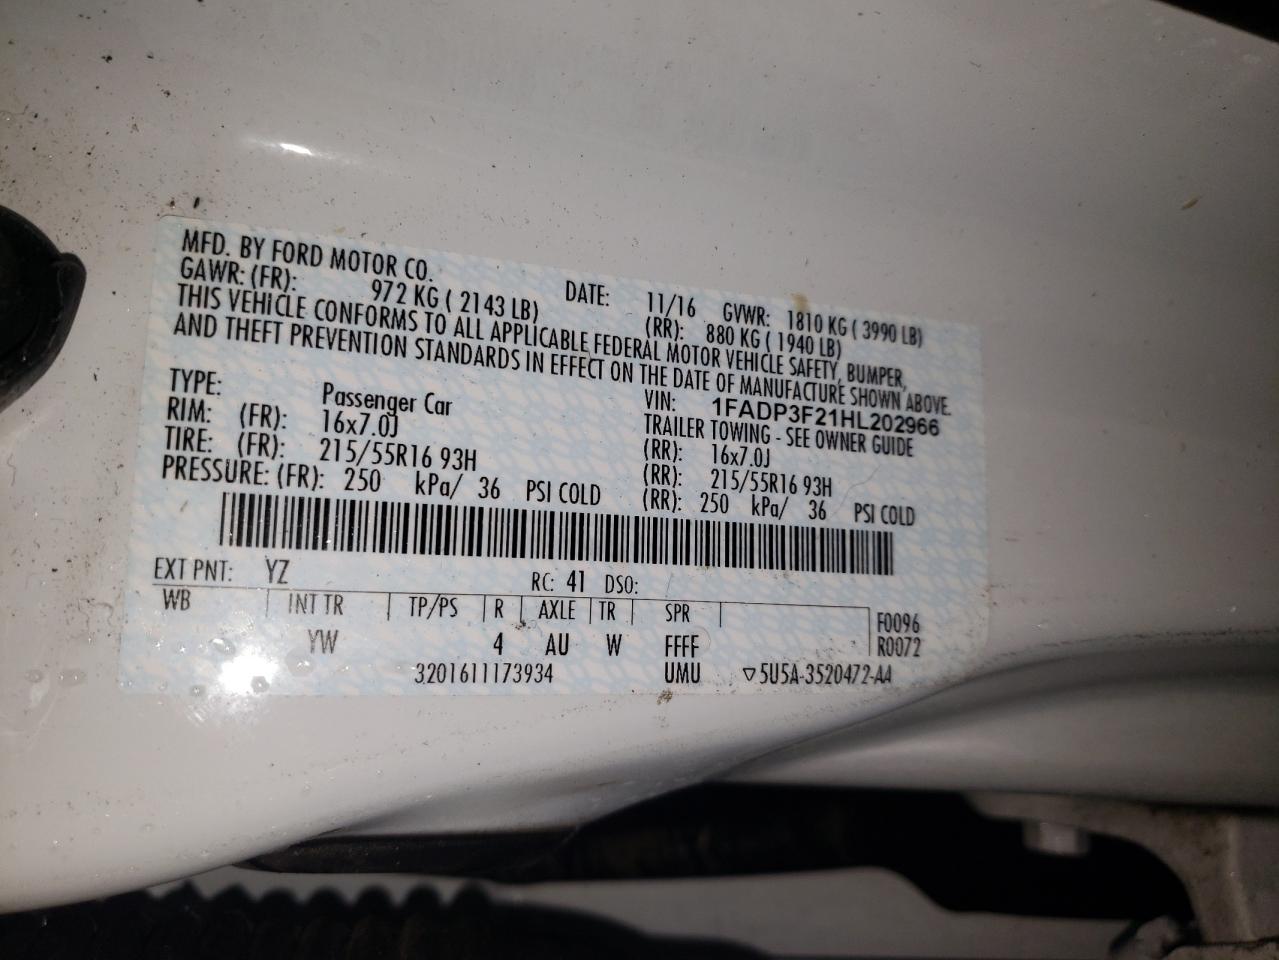 MFD. BY FORD MOTOR CO.
DATE: 11/16 GVWR: 1810 KG ( 3990 LB)
GAWR: (FR): 972 KG ( 2143 LB) (RR): 880 KG ( 1940 LB)
THIS VEHICLE CONFORMS TO ALL APPLICABLE FEDERAL MOTOR VEHICLE SAFETY, BUMPER,
AND THEFT PREVENTION STANDARDS IN EFFECT ON THE DATE OF MANUFACTURE SHOWN ABOVE.
TYPE: Passenger Car VIN: 1FADP3F21HL202966
TRAILER TOWING - SEE OWNER GUIDE
RIM: (FR): 16x7.0J (RR): 16x7.0J
TIRE: (FR): 215/55R16 93H (RR): 215/55R16 93H
PRESSURE: (FR): 250 kPa/ 36 PSI COLD (RR): 250 kPa/ 36 PSI COLD
EXT PNT: YZ RC: 41 DSO:
WB INT TR TP/PS R AXLE TR SPR F0096
YW 4 AU W FFFF R0072
3201611173934 UMU ▽5U5A-3520472-AA